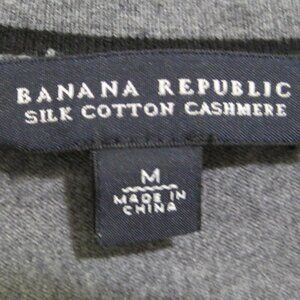 BANANA REPUBLIC
SILK COTTON CASHMERE
M
MADE IN
CHINA